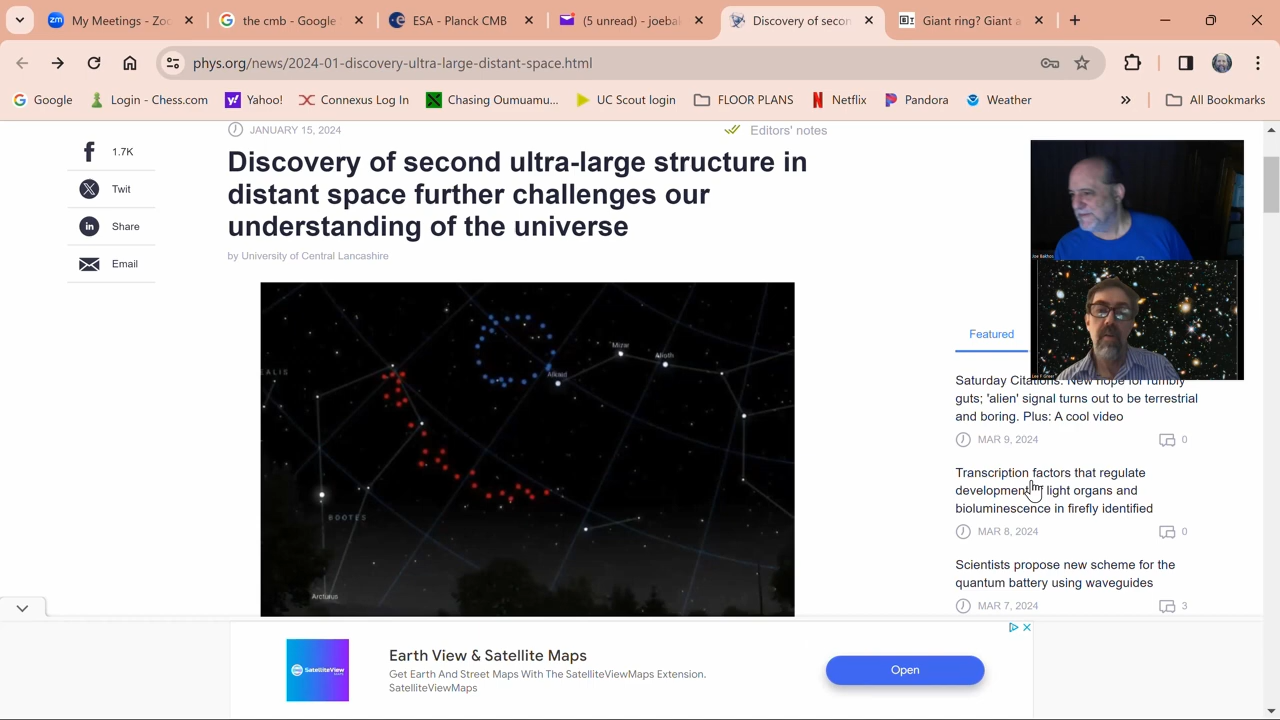 My Meetings - Zoo
the cmb - Google
ESA - Planck CMB
(5 unread) - joebai
Discovery of secon
Giant ring? Giant a
phys.org/news/2024-01-discovery-ultra-large-distant-space.html
Google
Login - Chess.com
Yahoo!
Connexus Log In
Chasing Oumuamu...
UC Scout login
FLOOR PLANS
Netflix
Pandora
Weather
All Bookmarks
1.7K
Twit
Share
Email
JANUARY 15, 2024
Editors' notes
Discovery of second ultra-large structure in
distant space further challenges our
understanding of the universe
by University of Central Lancashire
EALIS
Mizar
Alioth
Alkaid
BOOTES
Arcturus
Joe Bakhos
Featured
Saturday Citations: New hope for rumbly
guts; 'alien' signal turns out to be terrestrial
and boring. Plus: A cool video
MAR 9, 2024
0
Transcription factors that regulate
development of light organs and
bioluminescence in firefly identified
MAR 8, 2024
0
Scientists propose new scheme for the
quantum battery using waveguides
MAR 7, 2024
3
SatelliteView
Earth View & Satellite Maps
Get Earth And Street Maps With The SatelliteViewMaps Extension.
SatelliteViewMaps
Open